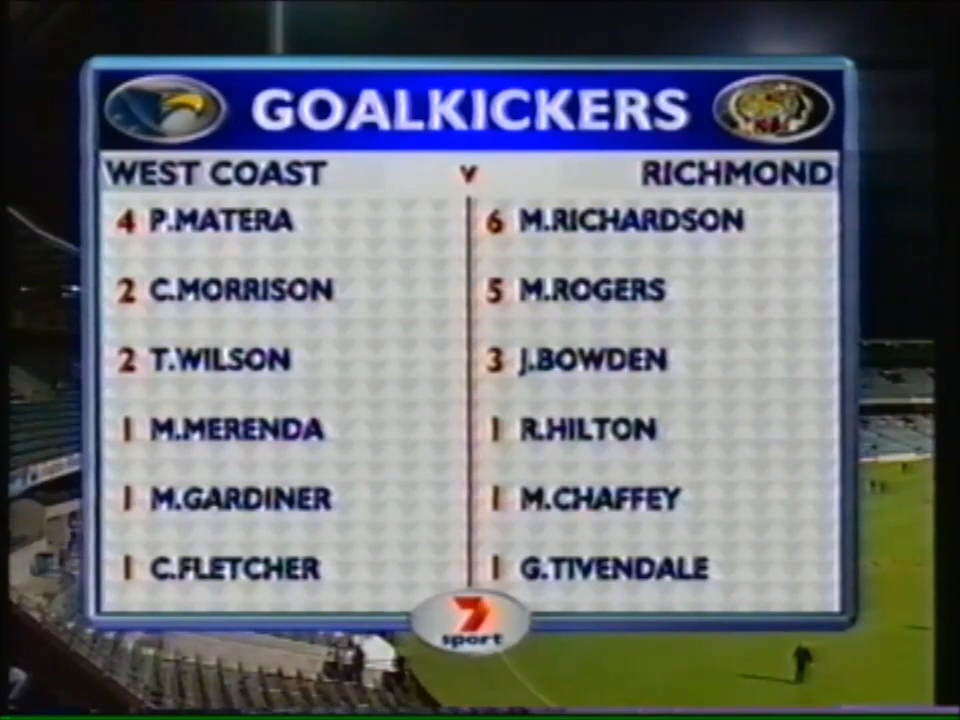 GOALKICKERS
WEST COAST v RICHMOND
4 P.MATERA 6 M.RICHARDSON
2 C.MORRISON 5 M.ROGERS
2 T.WILSON 3 J.BOWDEN
1 M.MERENDA 1 R.HILTON
1 M.GARDINER 1 M.CHAFFEY
1 C.FLETCHER 1 G.TIVENDALE
7
sport